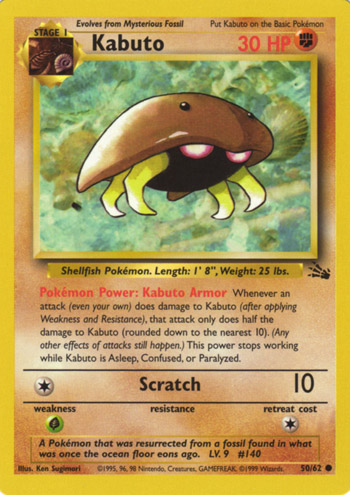 Evolves from Mysterious Fossil Put Kabuto on the Basic Pokémon
STAGE 1
Kabuto 30 HP
Shellfish Pokémon. Length: 1' 8", Weight: 25 lbs.
Pokémon Power: Kabuto Armor Whenever an
attack (even your own) does damage to Kabuto (after applying
Weakness and Resistance), that attack only does half the
damage to Kabuto (rounded down to the nearest 10). (Any
other effects of attacks still happen.) This power stops working
while Kabuto is Asleep, Confused, or Paralyzed.
Scratch 10
weakness resistance retreat cost
A Pokémon that was resurrected from a fossil found in what
was once the ocean floor eons ago. LV. 9 #140
Illus. Ken Sugimori ©1995, 96, 98 Nintendo, Creatures, GAMEFREAK. ©1999 Wizards. 50/62